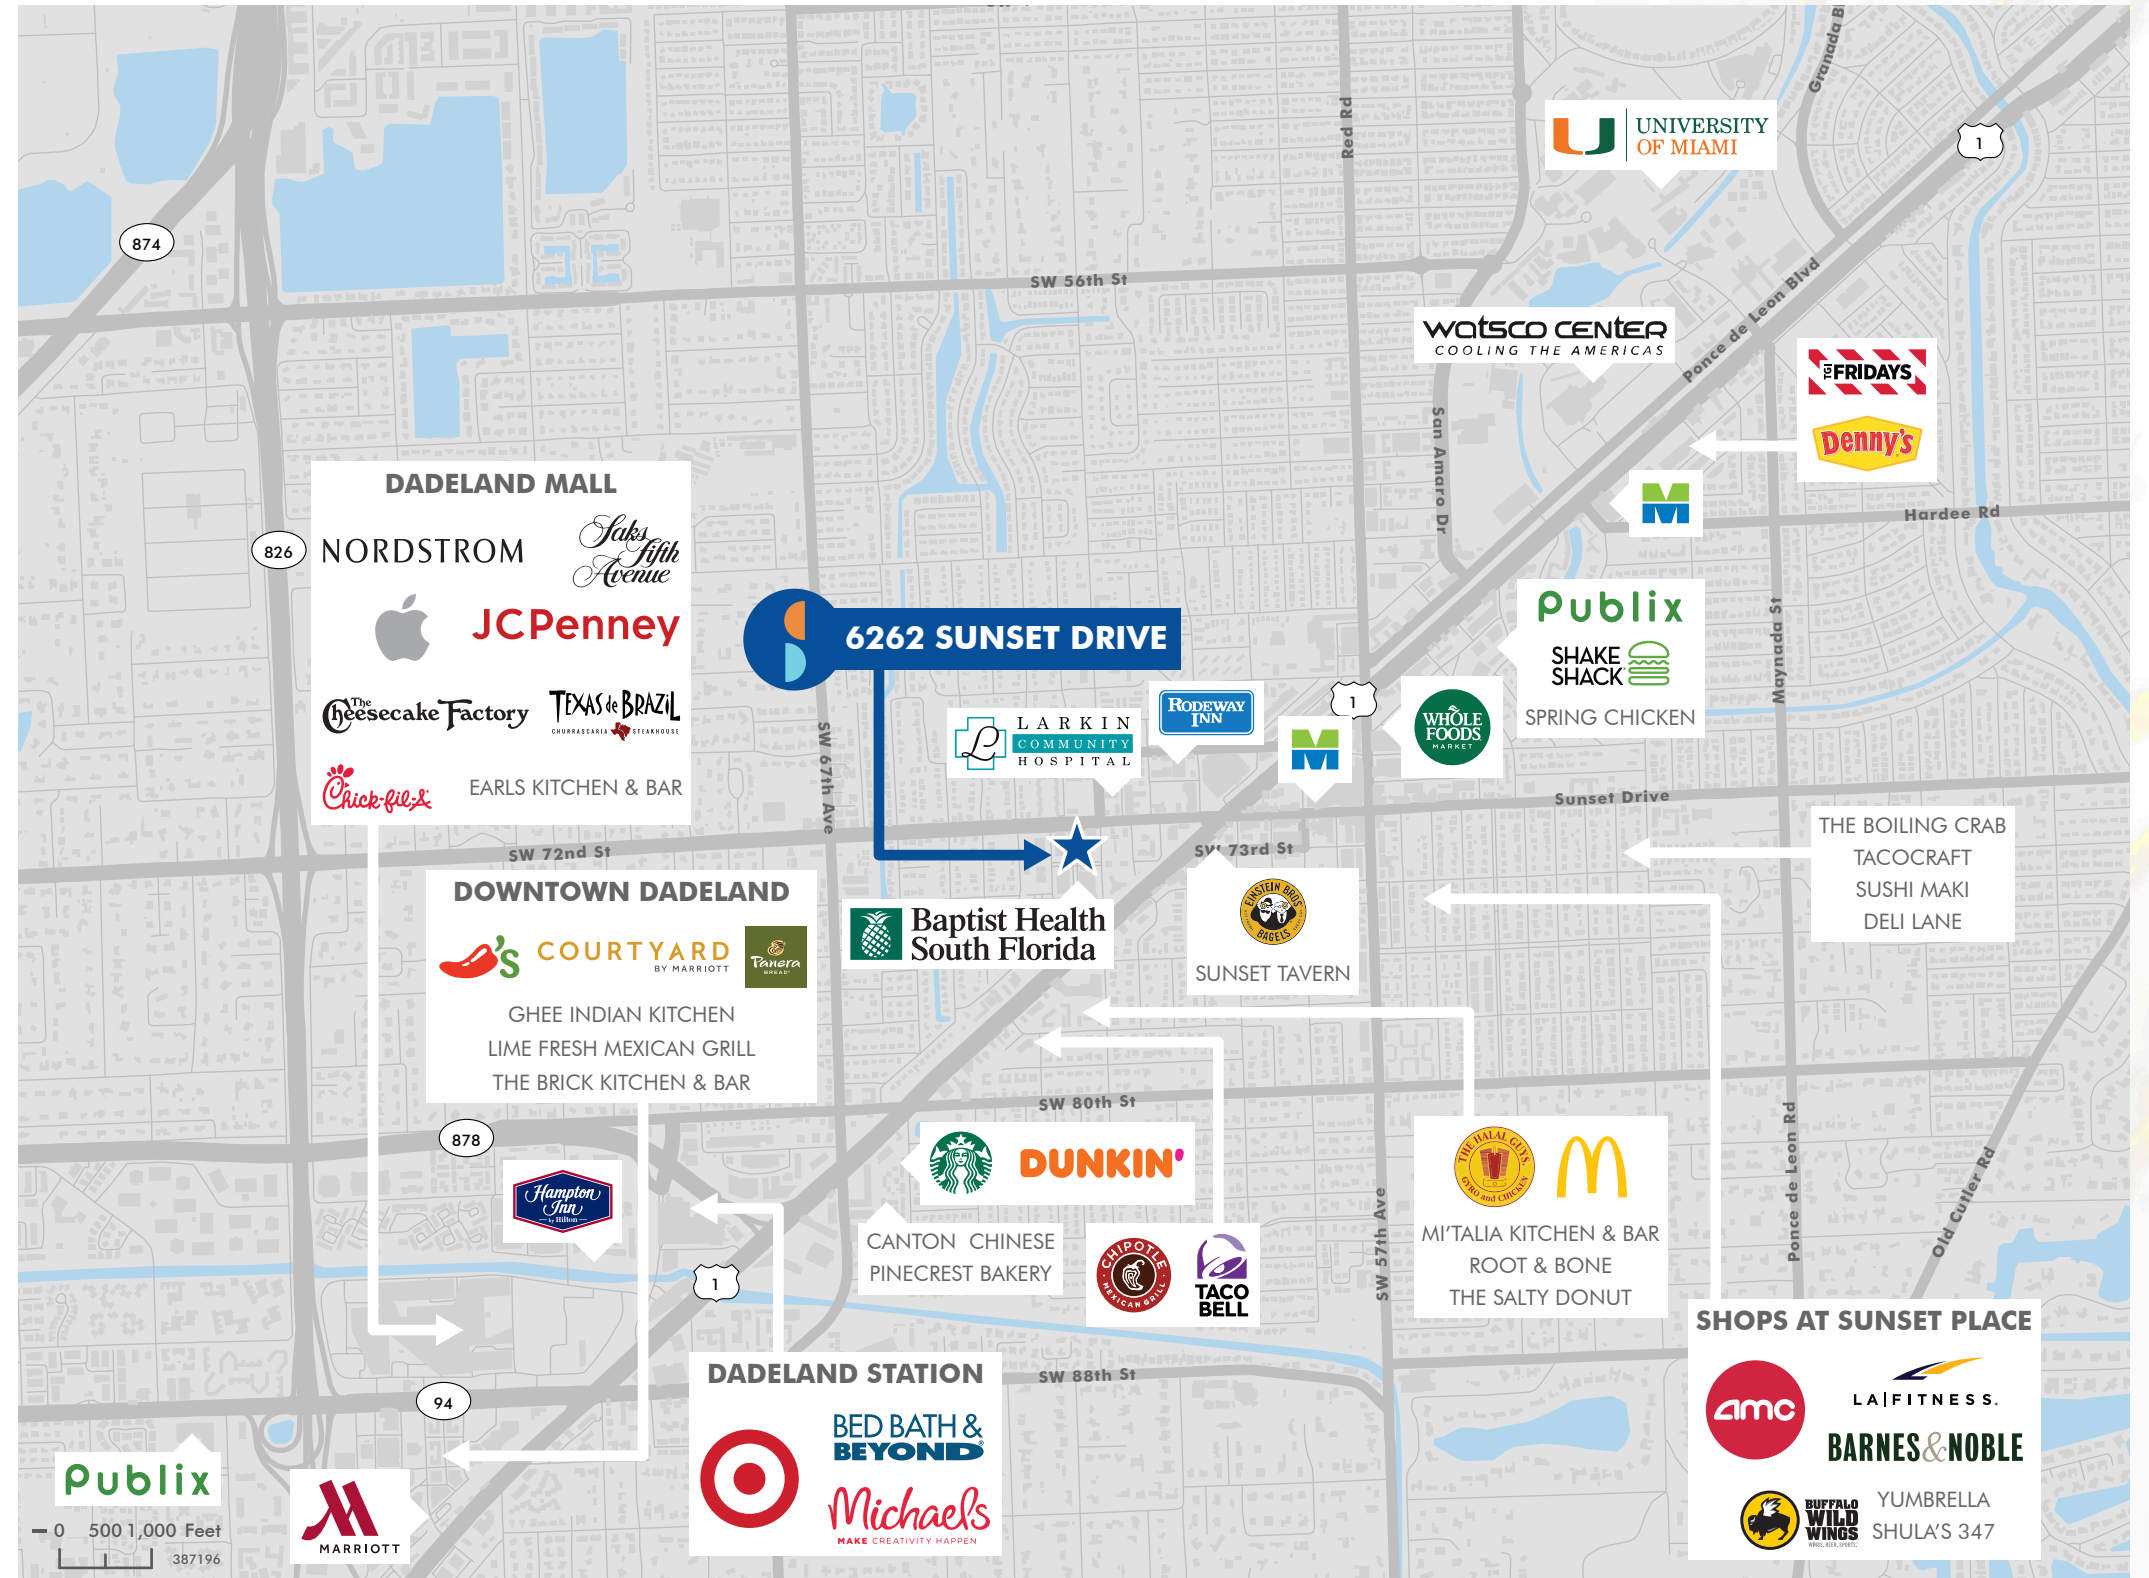 Granada B
Red Rd
UNIVERSITY
OF MIAMI
1
874
SW 56th St
Ponce de Leon Blvd
WATSCO CENTER
COOLING THE AMERICAS
TGI FRIDAYS
Denny's
San Amaro Dr
Hardee Rd
DADELAND MALL
826
NORDSTROM
Saks
Fifth
Avenue
JCPenney
The
Cheesecake Factory
TEXAS de BRAZIL
CHURRASCARIA STEAKHOUSE
Chick-fil-A
EARLS KITCHEN & BAR
6262 SUNSET DRIVE
Publix
SHAKE
SHACK
SPRING CHICKEN
Maynada St
LARKIN
COMMUNITY
HOSPITAL
RODEWAY
INN
1
WHOLE
FOODS
MARKET
SW 67th Ave
Sunset Drive
SW 72nd St
SW 73rd St
THE BOILING CRAB
TACOCRAFT
SUSHI MAKI
DELI LANE
DOWNTOWN DADELAND
's
COURTYARD
BY MARRIOTT
Panera
BREAD
GHEE INDIAN KITCHEN
LIME FRESH MEXICAN GRILL
THE BRICK KITCHEN & BAR
Baptist Health
South Florida
EINSTEIN BROS
BAGELS
SUNSET TAVERN
SW 80th St
878
Hampton
Inn
by Hilton
DUNKIN'
CANTON CHINESE
PINECREST BAKERY
CHIPOTLE
MEXICAN GRILL
TACO
BELL
SW 57th Ave
THE HALAL GUYS
GYRO and CHICKEN
MI'TALIA KITCHEN & BAR
ROOT & BONE
THE SALTY DONUT
Ponce de Leon Rd
Old Cutler Rd
1
SW 88th St
94
DADELAND STATION
BED BATH &
BEYOND
Michaels
MAKE CREATIVITY HAPPEN
SHOPS AT SUNSET PLACE
amc
LA|FITNESS.
BARNES&NOBLE
BUFFALO
WILD
WINGS
WINGS. BEER. SPORTS.
YUMBRELLA
SHULA'S 347
Publix
MARRIOTT
0 500 1,000 Feet
387196